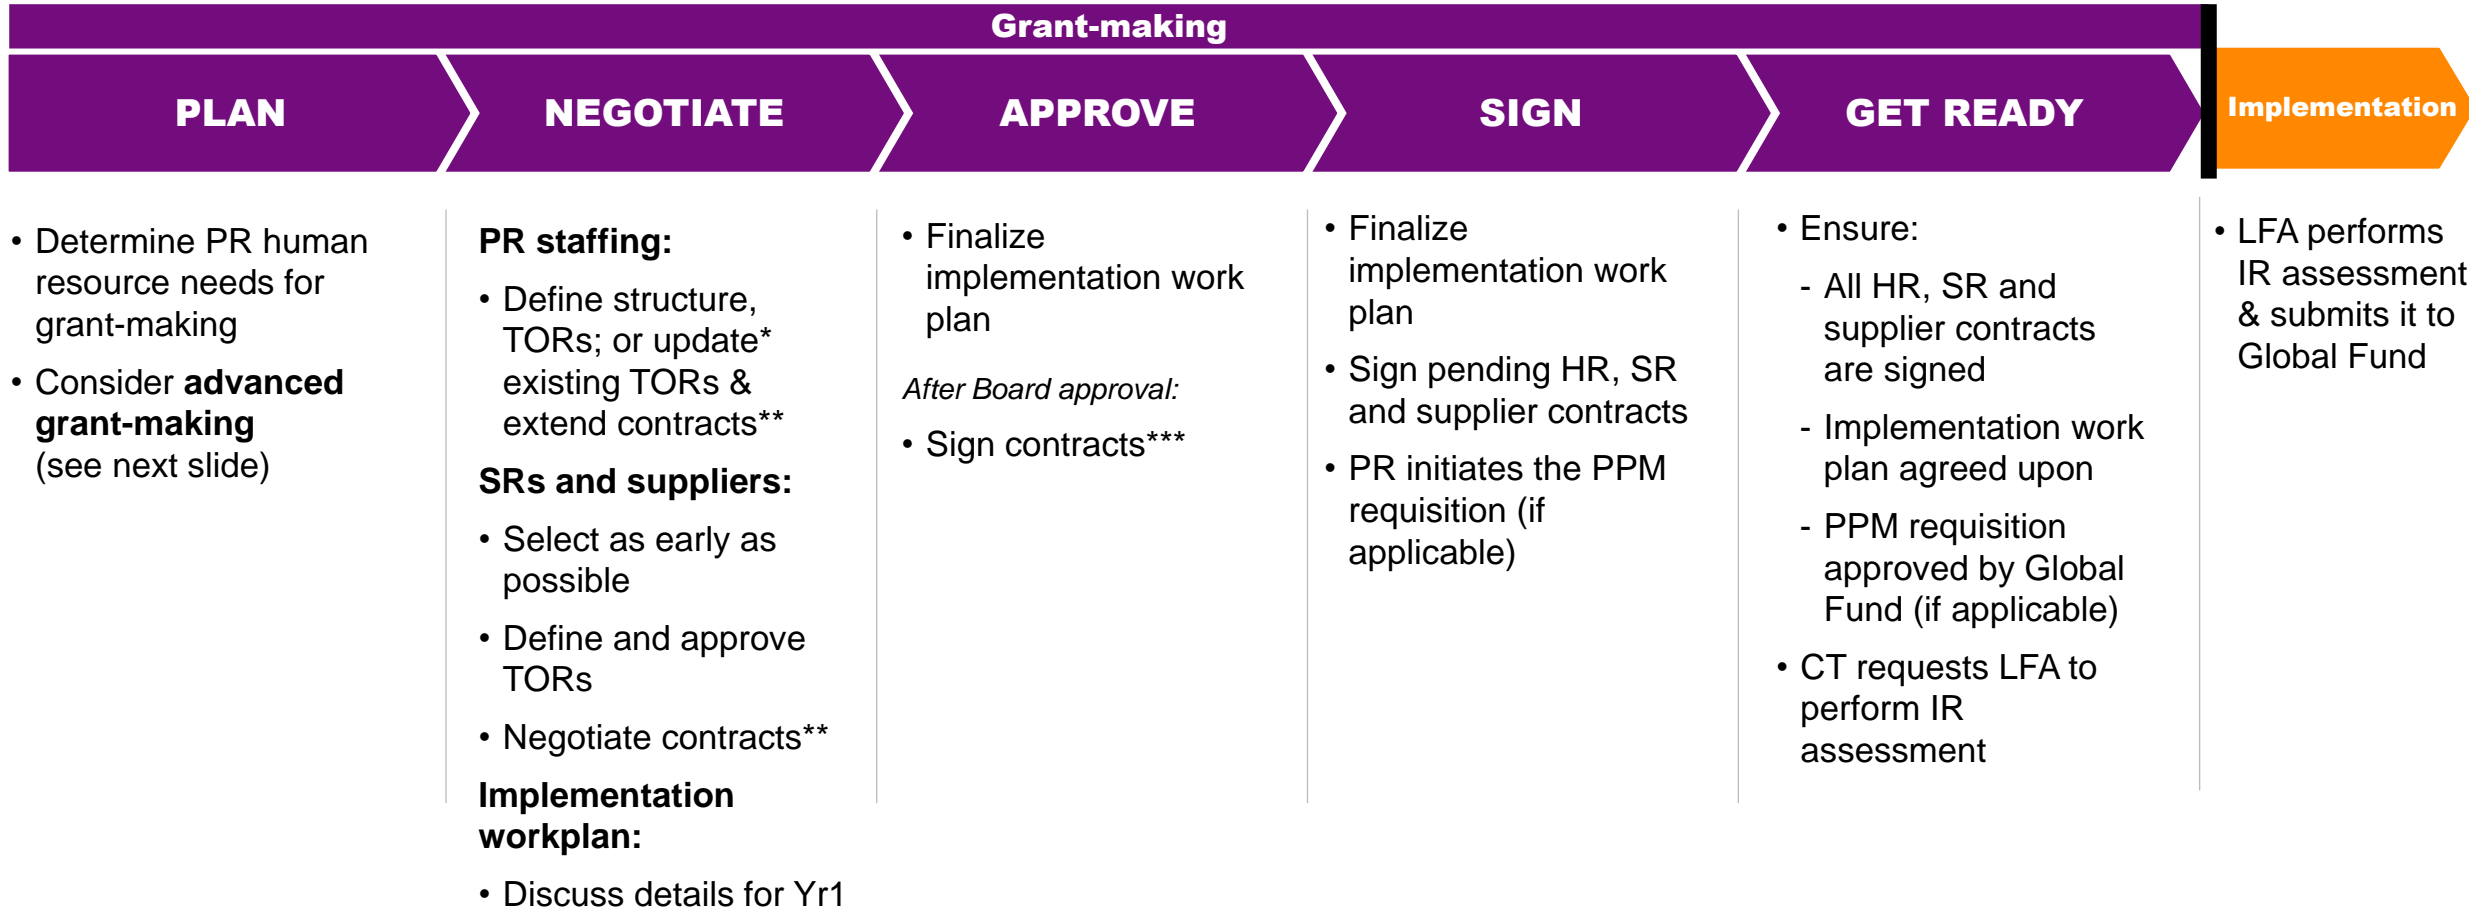 Grant-making
PLAN
NEGOTIATE
APPROVE
SIGN
GET READY
Implementation
• Determine PR human
resource needs for
grant-making
• Consider advanced
grant-making
(see next slide)
PR staffing:
• Define structure,
TORs; or update*
existing TORs &
extend contracts**
SRs and suppliers:
• Select as early as
possible
• Define and approve
TORs
• Negotiate contracts**
Implementation
workplan:
• Discuss details for Yr1
• Finalize
implementation work
plan
After Board approval:
• Sign contracts***
• Finalize
implementation work
plan
• Sign pending HR, SR
and supplier contracts
• PR initiates the PPM
requisition (if
applicable)
• Ensure:
- All HR, SR and
supplier contracts
are signed
- Implementation work
plan agreed upon
- PPM requisition
approved by Global
Fund (if applicable)
• CT requests LFA to
perform IR
assessment
• LFA performs
IR assessment
& submits it to
Global Fund